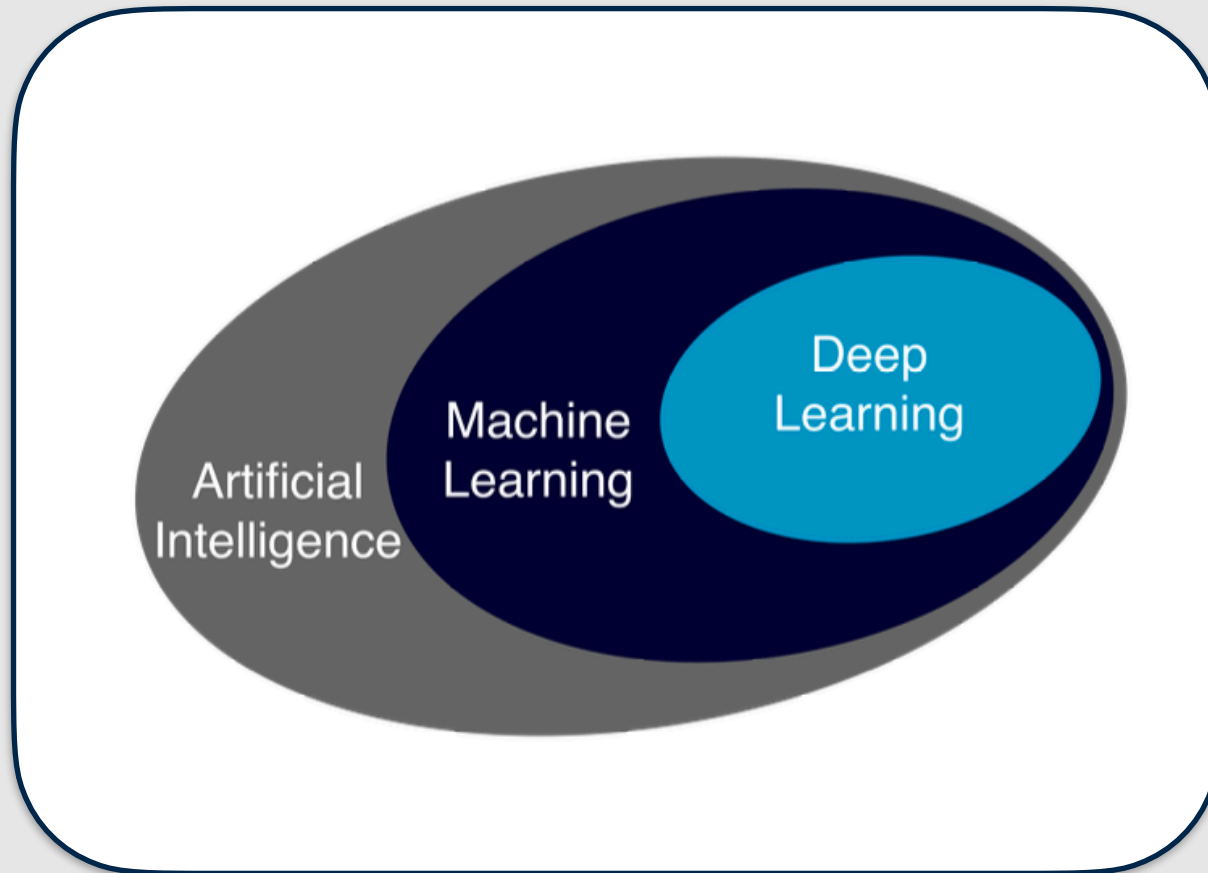 Deep
Learning
Machine
Learning
Artificial
Intelligence